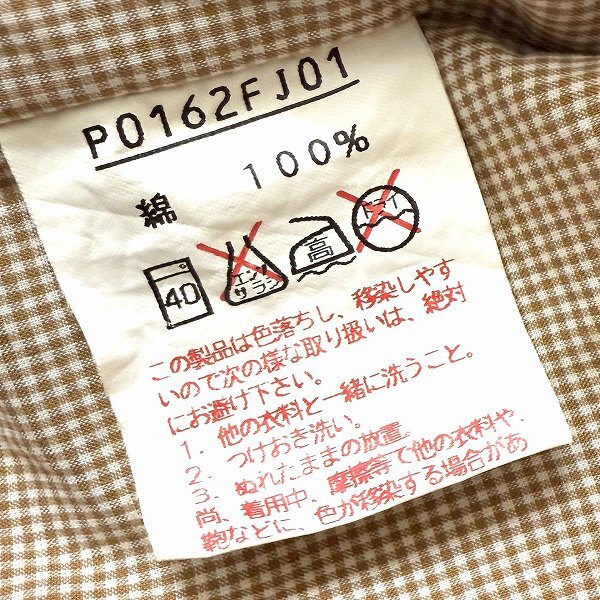 P0162FJ01
綿 100%
40
エンソ
サラシ
高
ドライ
この製品は色落ちし、移染しやす
いので次の様な取り扱いは、絶対
にお避け下さい。
1. 他の衣料と一緒に洗うこと。
2. つけおき洗い。
3. ぬれたままの放置。
尚、着用中、摩擦等で他の衣料や、
鞄などに、色が移染する場合があ